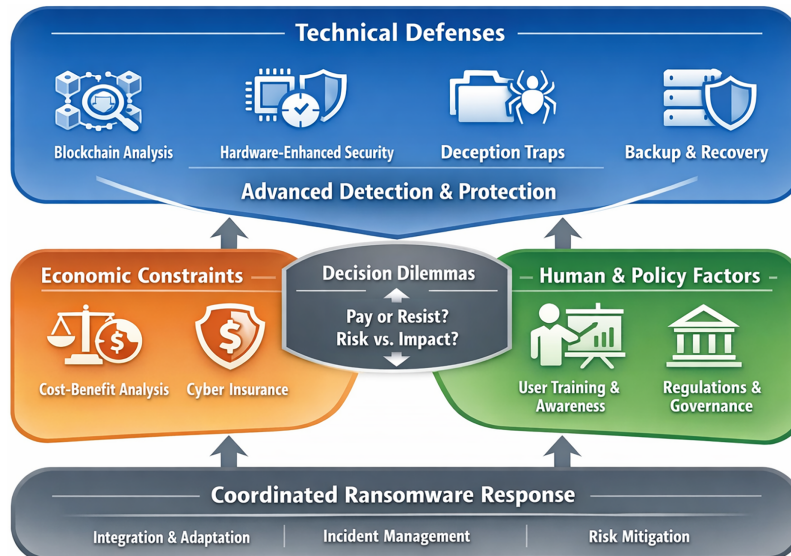 Technical Defenses
Blockchain Analysis
Hardware-Enhanced Security
Deception Traps
Backup & Recovery
Advanced Detection & Protection
Economic Constraints
$
$
Cost-Benefit Analysis
Cyber Insurance
Decision Dilemmas
Pay or Resist?
Risk vs. Impact?
Human & Policy Factors
User Training &
Awareness
Regulations &
Governance
Coordinated Ransomware Response
Integration & Adaptation
Incident Management
Risk Mitigation